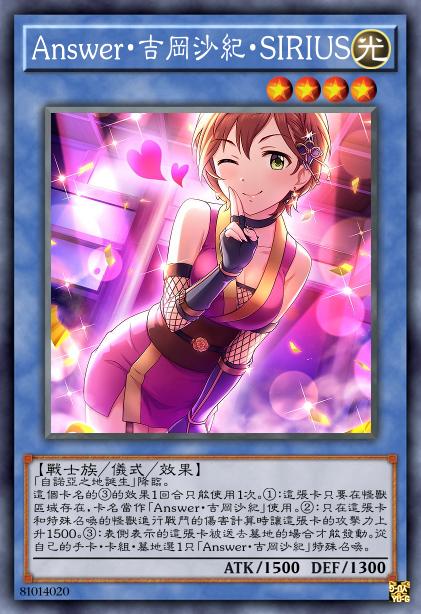 Answer・吉岡沙紀・SIRIUS 光
【戰士族/儀式/效果】
「自諾亞之地誕生」降臨。
這個卡名的③的效果1回合只能使用1次。①：這張卡只要在怪獸
區域存在，卡名當作「Answer・吉岡沙紀」使用。②：只在這張卡
和特殊召喚的怪獸進行戰鬥的傷害計算時讓這張卡的攻擊力上
升1500。③：表側表示的這張卡被送去墓地的場合才能發動。從
自己的手卡・卡組・墓地選1只「Answer・吉岡沙紀」特殊召喚。
ATK/1500 DEF/1300
81014020